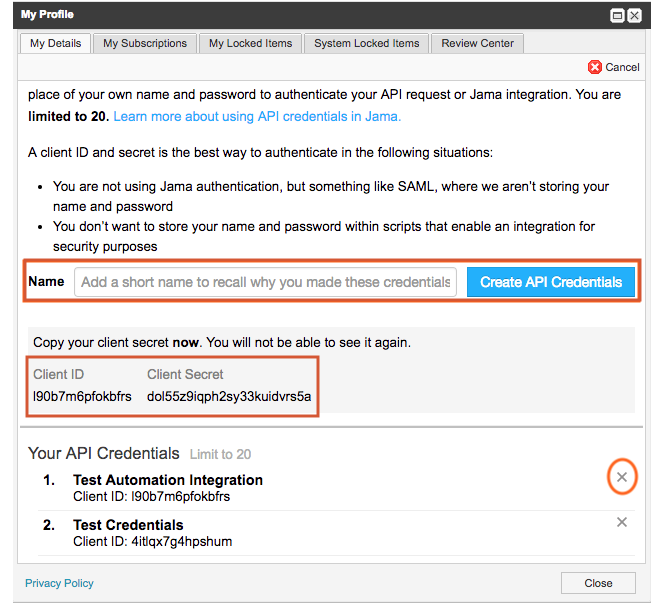 My Profile
My Details
My Subscriptions
My Locked Items
System Locked Items
Review Center
Cancel
place of your own name and password to authenticate your API request or Jama integration. You are
limited to 20. Learn more about using API credentials in Jama.
A client ID and secret is the best way to authenticate in the following situations:
• You are not using Jama authentication, but something like SAML, where we aren’t storing your
name and password
• You don’t want to store your name and password within scripts that enable an integration for
security purposes
Name Add a short name to recall why you made these credentials Create API Credentials
Copy your client secret now. You will not be able to see it again.
Client ID Client Secret
l90b7m6pfokbfrs dol55z9iqph2sy33kuidvrs5a
Your API Credentials Limit to 20
1. Test Automation Integration
Client ID: l90b7m6pfokbfrs
2. Test Credentials
Client ID: 4itlqx7g4hpshum
Privacy Policy
Close